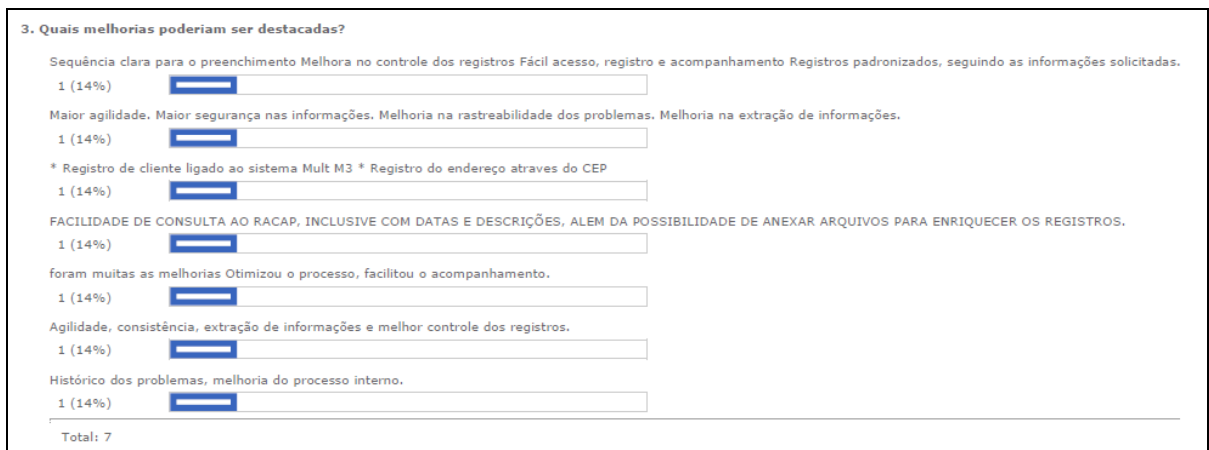 3. Quais melhorias poderiam ser destacadas?
Sequência clara para o preenchimento Melhora no controle dos registros Fácil acesso, registro e acompanhamento Registros padronizados, seguindo as informações solicitadas.
1 (14%)
Maior agilidade. Maior segurança nas informações. Melhoria na rastreabilidade dos problemas. Melhoria na extração de informações.
1 (14%)
* Registro de cliente ligado ao sistema Mult M3 * Registro do endereço atraves do CEP
1 (14%)
FACILIDADE DE CONSULTA AO RACAP, INCLUSIVE COM DATAS E DESCRIÇÕES, ALEM DA POSSIBILIDADE DE ANEXAR ARQUIVOS PARA ENRIQUECER OS REGISTROS.
1 (14%)
foram muitas as melhorias Otimizou o processo, facilitou o acompanhamento.
1 (14%)
Agilidade, consistência, extração de informações e melhor controle dos registros.
1 (14%)
Histórico dos problemas, melhoria do processo interno.
1 (14%)
Total: 7